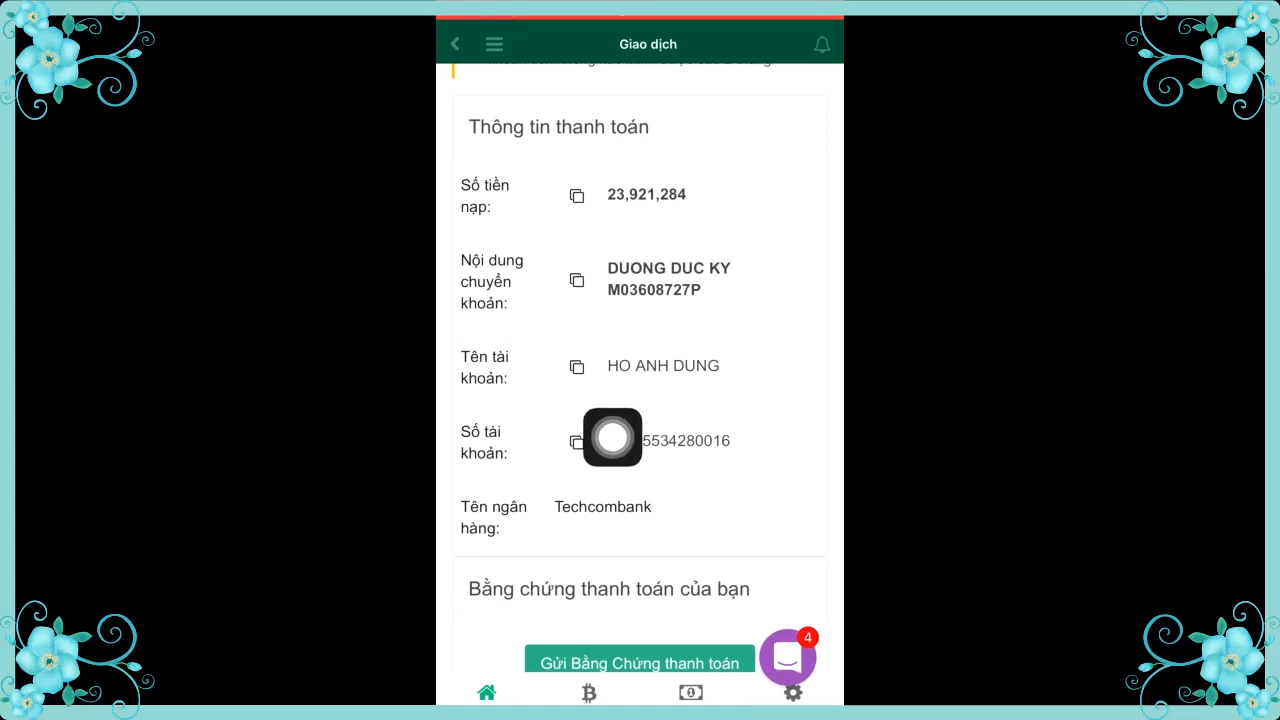 Giao dịch
Thông tin thanh toán
Số tiền
nạp:
23,921,284
Nội dung
chuyển
khoản:
DUONG DUC KY
M03608727P
Tên tài
khoản:
HO ANH DUNG
Số tài
khoản:
5534280016
Tên ngân
hàng:
Techcombank
Bằng chứng thanh toán của bạn
4
Gửi Bằng Chứng thanh toán